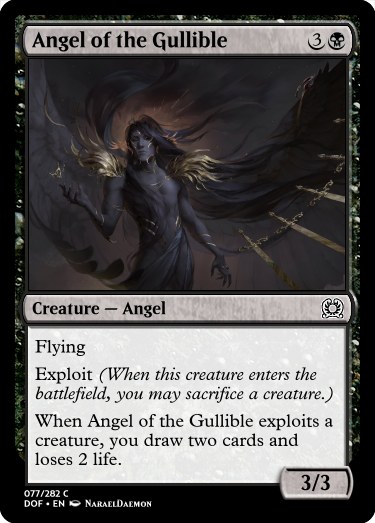 Angel of the Gullible 3
Creature — Angel
Flying
Exploit (When this creature enters the
battlefield, you may sacrifice a creature.)
When Angel of the Gullible exploits a
creature, you draw two cards and
loses 2 life.
3/3
077/282 C
DOF • EN NaraelDaemon